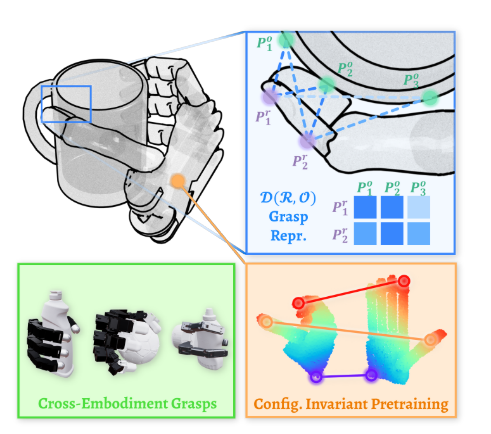 P₁ᵒ
P₂ᵒ
P₃ᵒ
P₁ʳ
P₂ʳ
𝒟(ℛ, 𝒪)
Grasp
Repr.
P₁ᵒ P₂ᵒ P₃ᵒ
P₁ʳ
P₂ʳ
Cross-Embodiment Grasps
Config. Invariant Pretraining